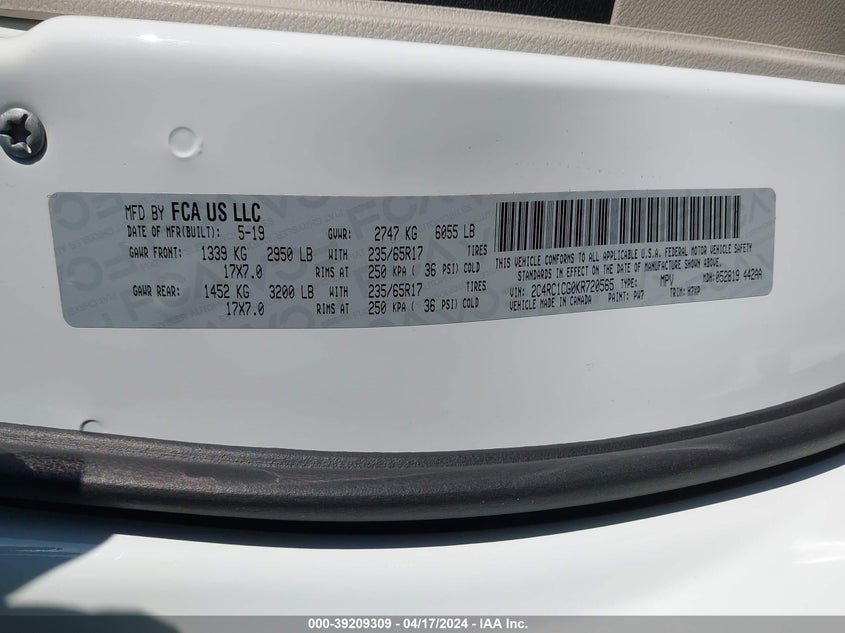 MFD BY FCA US LLC
DATE OF MFR(BUILT): 5-19 GVWR: 2747 KG 6055 LB
GAWR FRONT: 1339 KG 2950 LB WITH 235/65R17 TIRES
17X7.0 RIMS AT 250 KPA ( 36 PSI) COLD
GAWR REAR: 1452 KG 3200 LB WITH 235/65R17 TIRES
17X7.0 RIMS AT 250 KPA ( 36 PSI) COLD
THIS VEHICLE CONFORMS TO ALL APPLICABLE U.S.A. FEDERAL MOTOR VEHICLE SAFETY
STANDARDS IN EFFECT ON THE DATE OF MANUFACTURE SHOWN ABOVE.
VIN: 2C4RC1CG0KR720565 TYPE: MPV MDH: 052819 442AA
VEHICLE MADE IN CANADA PAINT: PW7 TRIM: H7XP
000-39209309 - 04/17/2024 - IAA Inc.